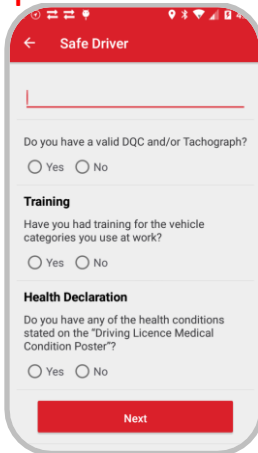 Safe Driver
Do you have a valid DQC and/or Tachograph?
Yes No
Training
Have you had training for the vehicle
categories you use at work?
Yes No
Health Declaration
Do you have any of the health conditions
stated on the "Driving Licence Medical
Condition Poster"?
Yes No
Next